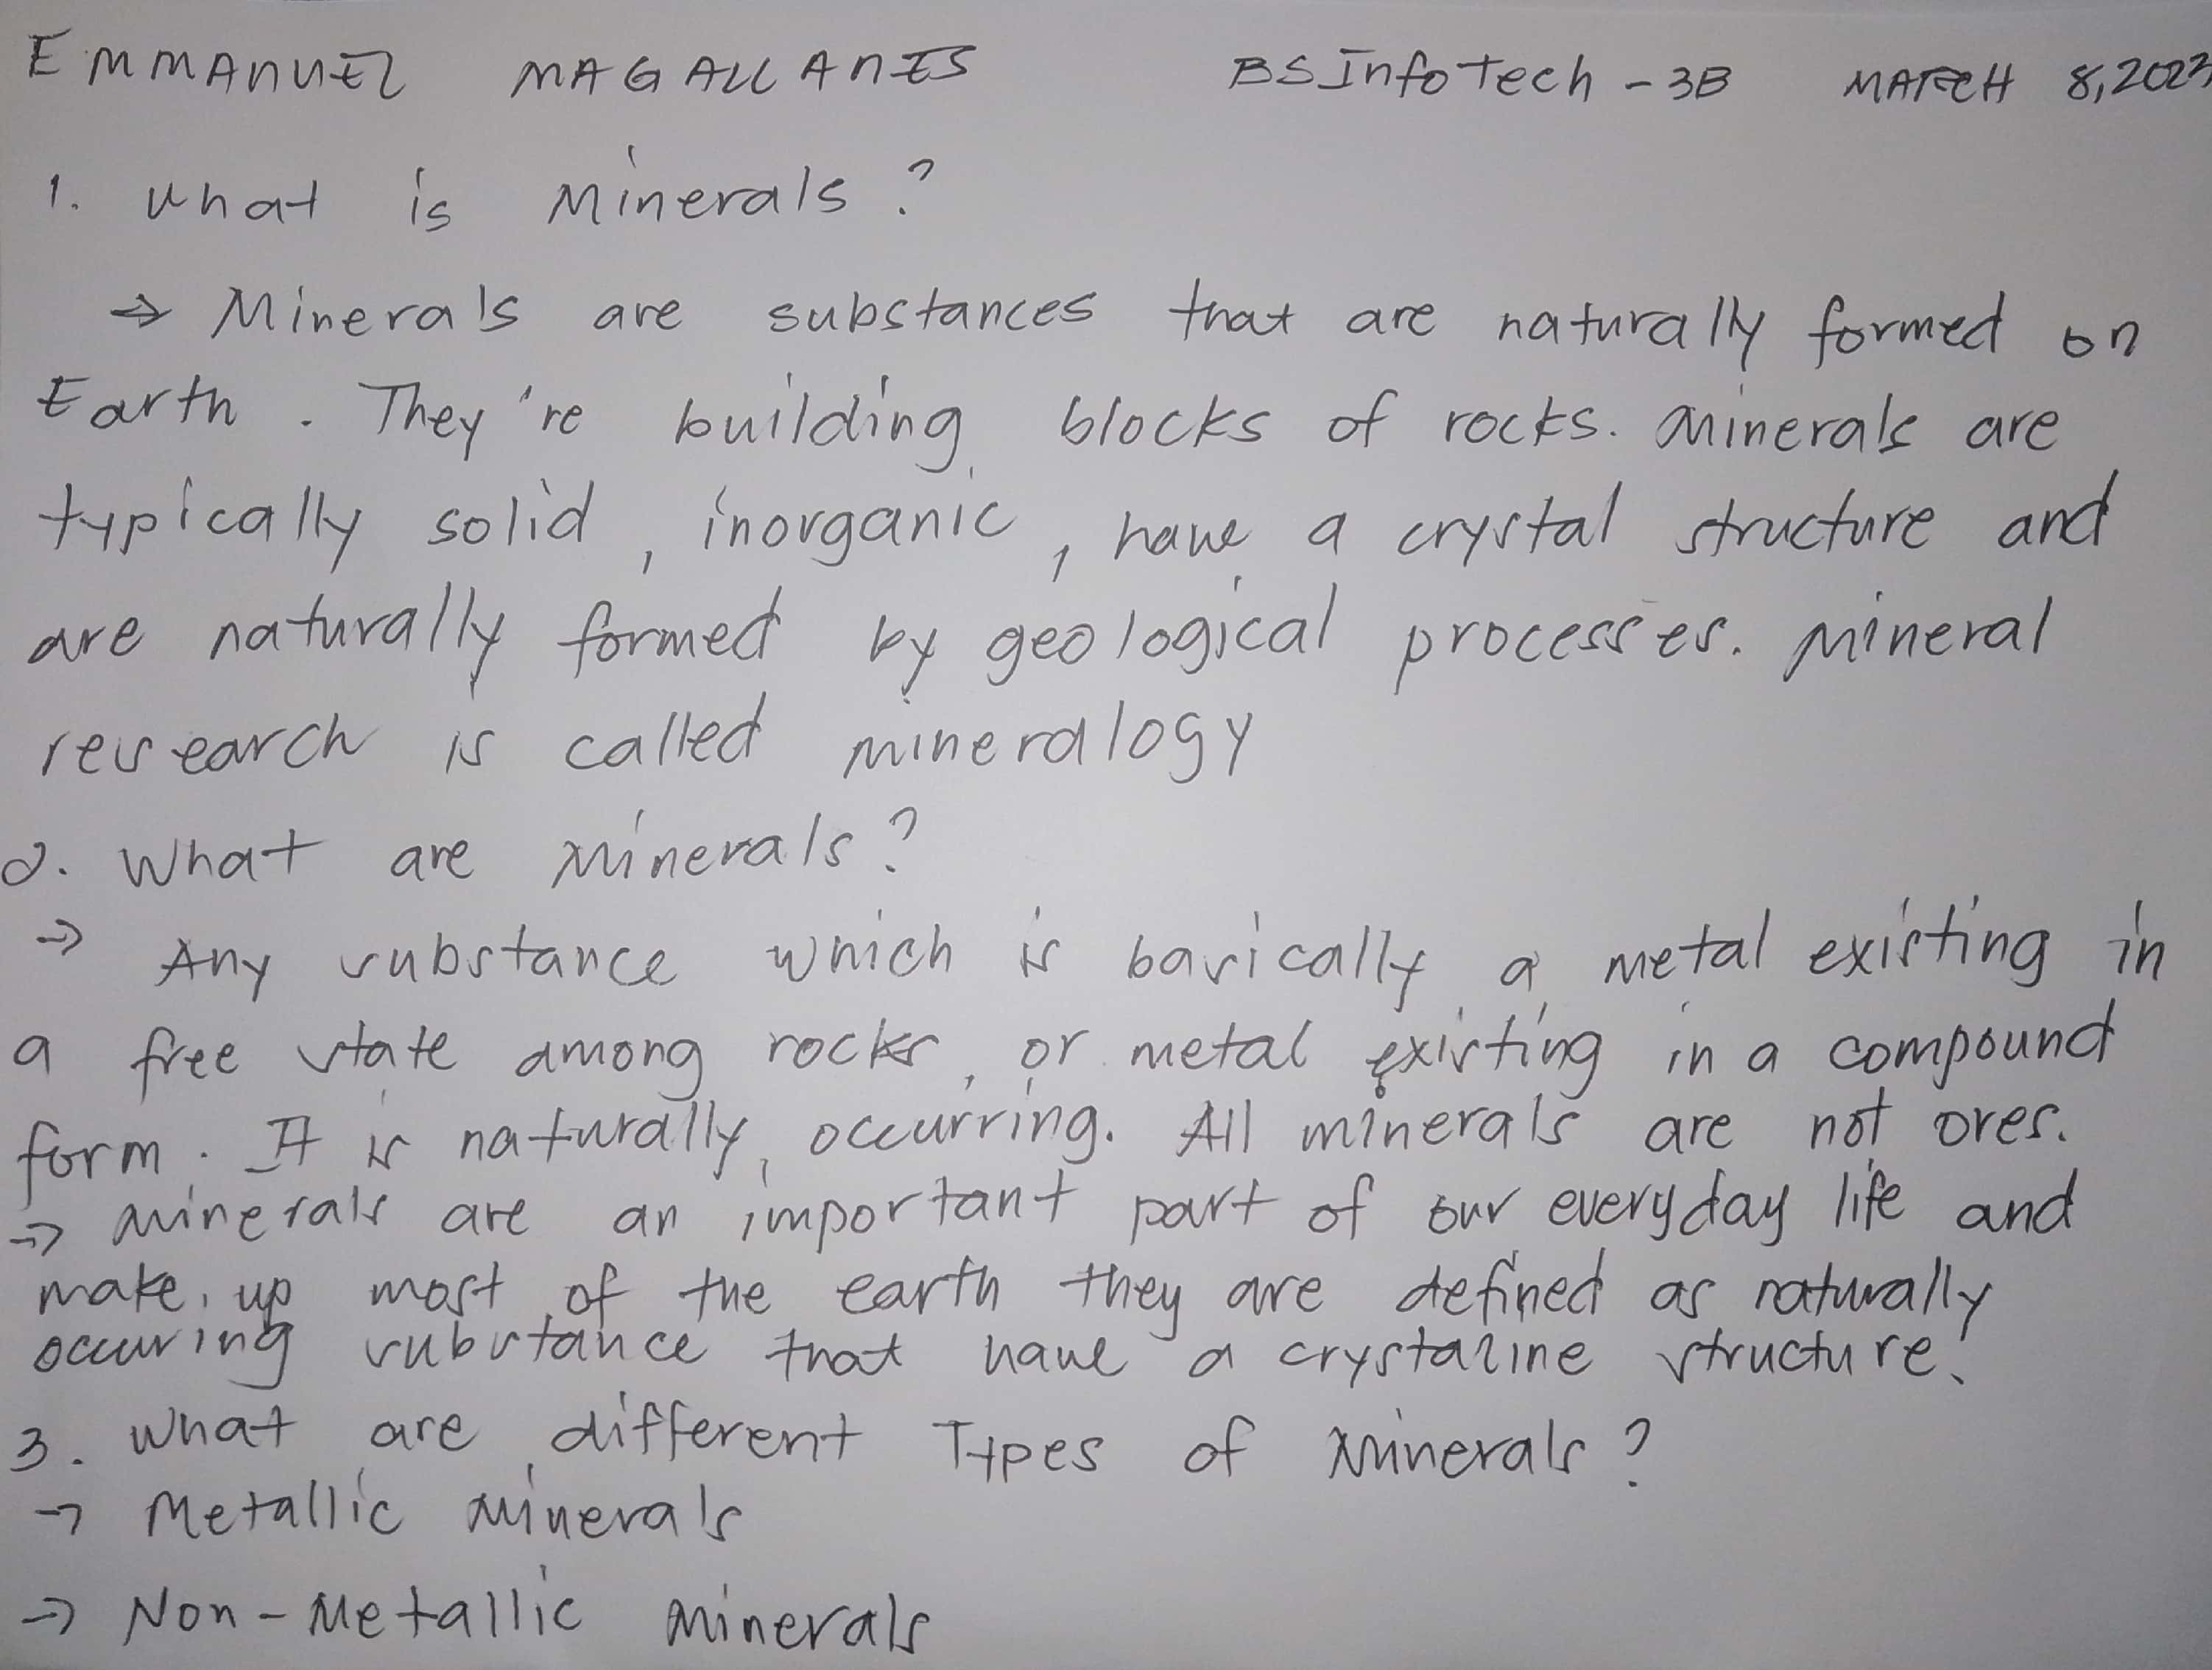 EMMANUEL MAGALLANES BSInfoTech - 3B MARCH 8, 2023
1. What is Minerals?
⇒ Minerals are substances that are naturally formed on
Earth. They're building blocks of rocks. Minerals are
typically solid, inorganic, have a crystal structure and
are naturally formed by geological processes. Mineral
research is called mineralogy
2. What are Minerals?
⇒ Any substance which is basically a metal existing in
a free state among rocks, or metal existing in a compound
form. It is naturally occurring. All minerals are not ores.
⇒ Minerals are an important part of our everyday life and
make up most of the earth they are defined as naturally
occuring substance that have a crystaline structure.
3. What are different Types of Minerals?
→ Metallic Minerals
→ Non-Metallic Minerals